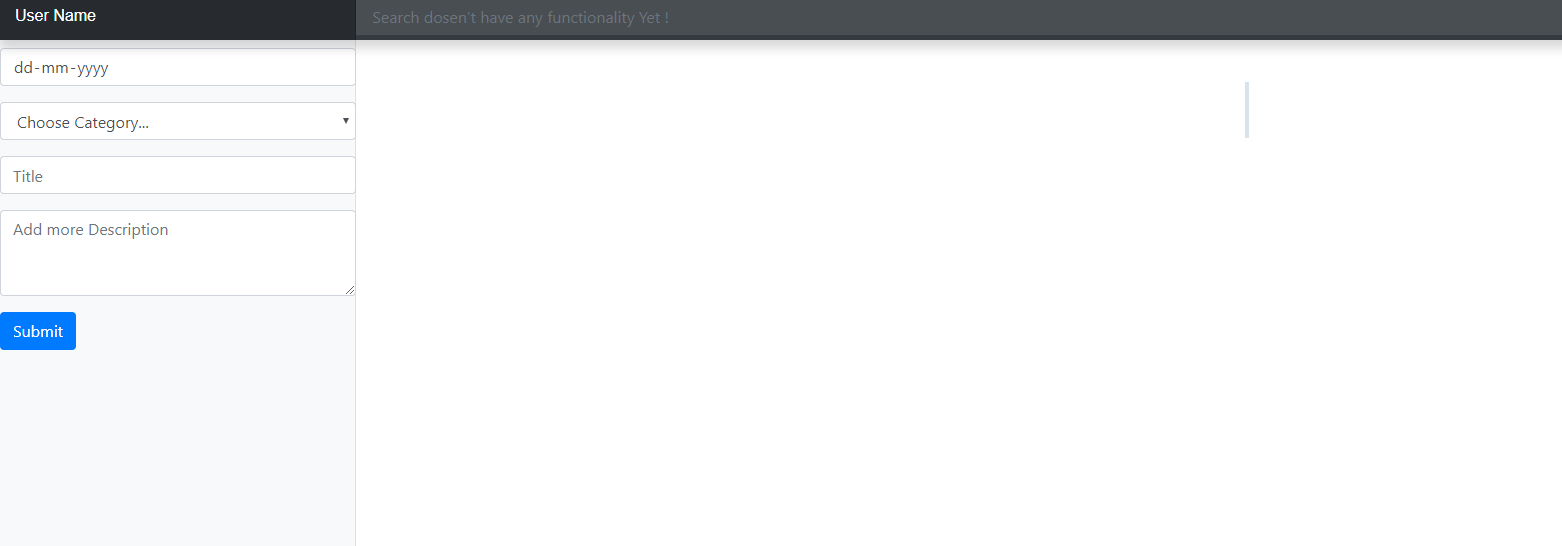 User Name
Search dosen't have any functionality Yet !
dd-mm-yyyy
Choose Category...
Title
Add more Description
Submit